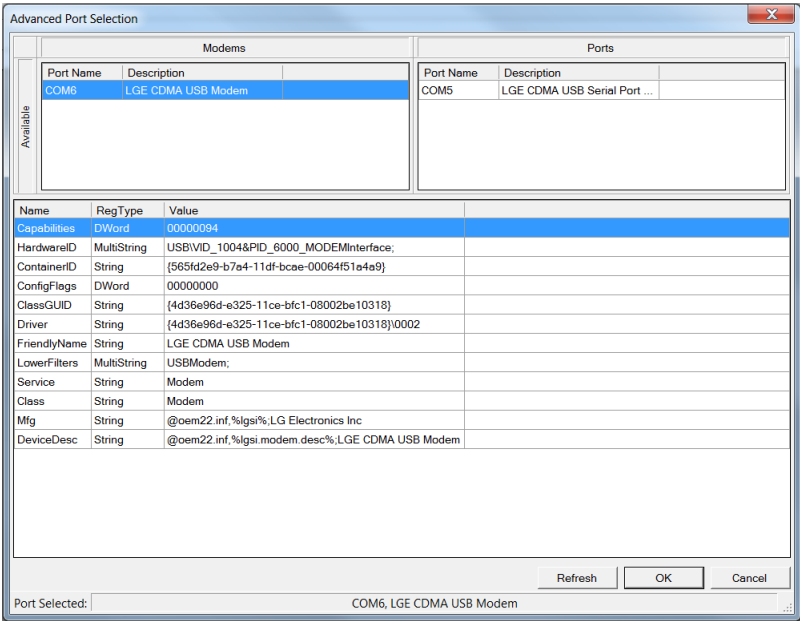 Advanced Port Selection
Modems Ports
Available
Port Name Description Port Name Description
COM6 LGE CDMA USB Modem COM5 LGE CDMA USB Serial Port ...
Name RegType Value
Capabilities DWord 00000094
HardwareID MultiString USB\VID_1004&PID_6000_MODEMInterface;
ContainerID String {565fd2e9-b7a4-11df-bcae-00064f51a4a9}
ConfigFlags DWord 00000000
ClassGUID String {4d36e96d-e325-11ce-bfc1-08002be10318}
Driver String {4d36e96d-e325-11ce-bfc1-08002be10318}\0002
FriendlyName String LGE CDMA USB Modem
LowerFilters MultiString USBModem;
Service String Modem
Class String Modem
Mfg String @oem22.inf,%lgsi%;LG Electronics Inc
DeviceDesc String @oem22.inf,%lgsi.modem.desc%;LGE CDMA USB Modem
Refresh OK Cancel
Port Selected: COM6, LGE CDMA USB Modem